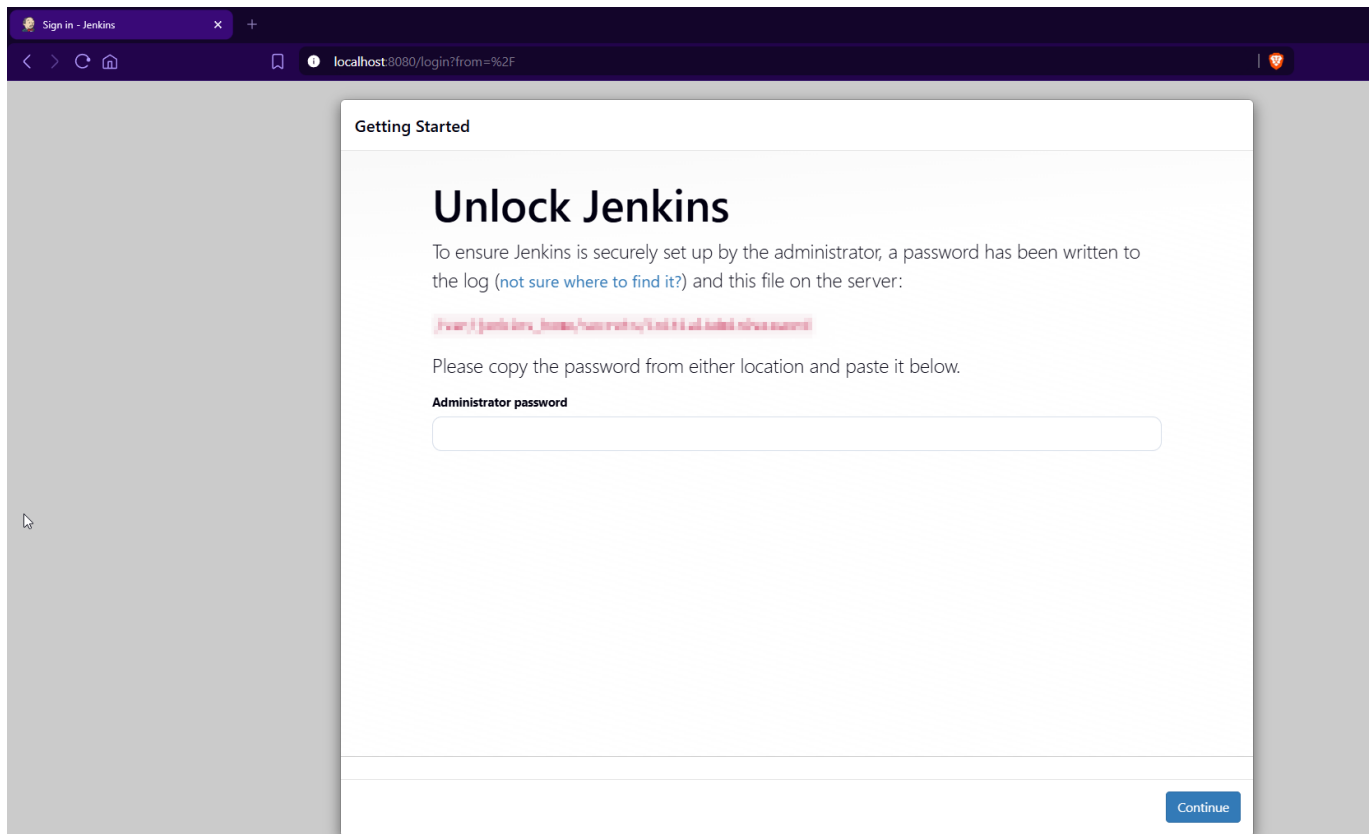 Sign in - Jenkins
localhost:8080/login?from=%2F
Getting Started
Unlock Jenkins
To ensure Jenkins is securely set up by the administrator, a password has been written to
the log (not sure where to find it?) and this file on the server:
Please copy the password from either location and paste it below.
Administrator password
Continue